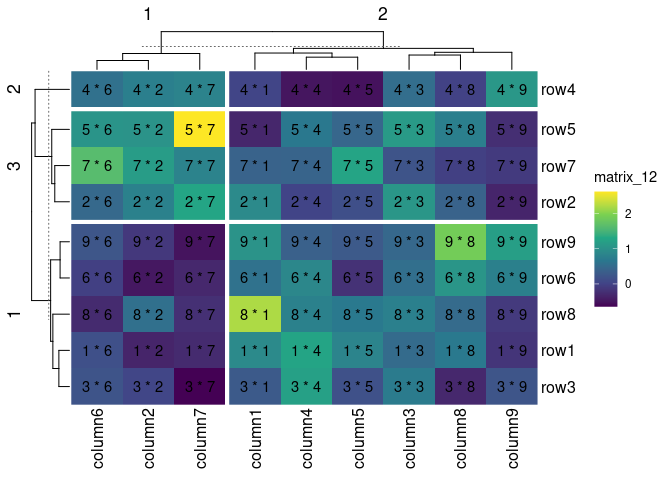 1 2
2 4 * 6 4 * 2 4 * 7 4 * 1 4 * 4 4 * 5 4 * 3 4 * 8 4 * 9 row4
5 * 6 5 * 2 5 * 7 5 * 1 5 * 4 5 * 5 5 * 3 5 * 8 5 * 9 row5
3 7 * 6 7 * 2 7 * 7 7 * 1 7 * 4 7 * 5 7 * 3 7 * 8 7 * 9 row7
2 * 6 2 * 2 2 * 7 2 * 1 2 * 4 2 * 5 2 * 3 2 * 8 2 * 9 row2
9 * 6 9 * 2 9 * 7 9 * 1 9 * 4 9 * 5 9 * 3 9 * 8 9 * 9 row9
6 * 6 6 * 2 6 * 7 6 * 1 6 * 4 6 * 5 6 * 3 6 * 8 6 * 9 row6
1 8 * 6 8 * 2 8 * 7 8 * 1 8 * 4 8 * 5 8 * 3 8 * 8 8 * 9 row8
1 * 6 1 * 2 1 * 7 1 * 1 1 * 4 1 * 5 1 * 3 1 * 8 1 * 9 row1
3 * 6 3 * 2 3 * 7 3 * 1 3 * 4 3 * 5 3 * 3 3 * 8 3 * 9 row3
column6 column2 column7 column1 column4 column5 column3 column8 column9
matrix_12
2
1
0